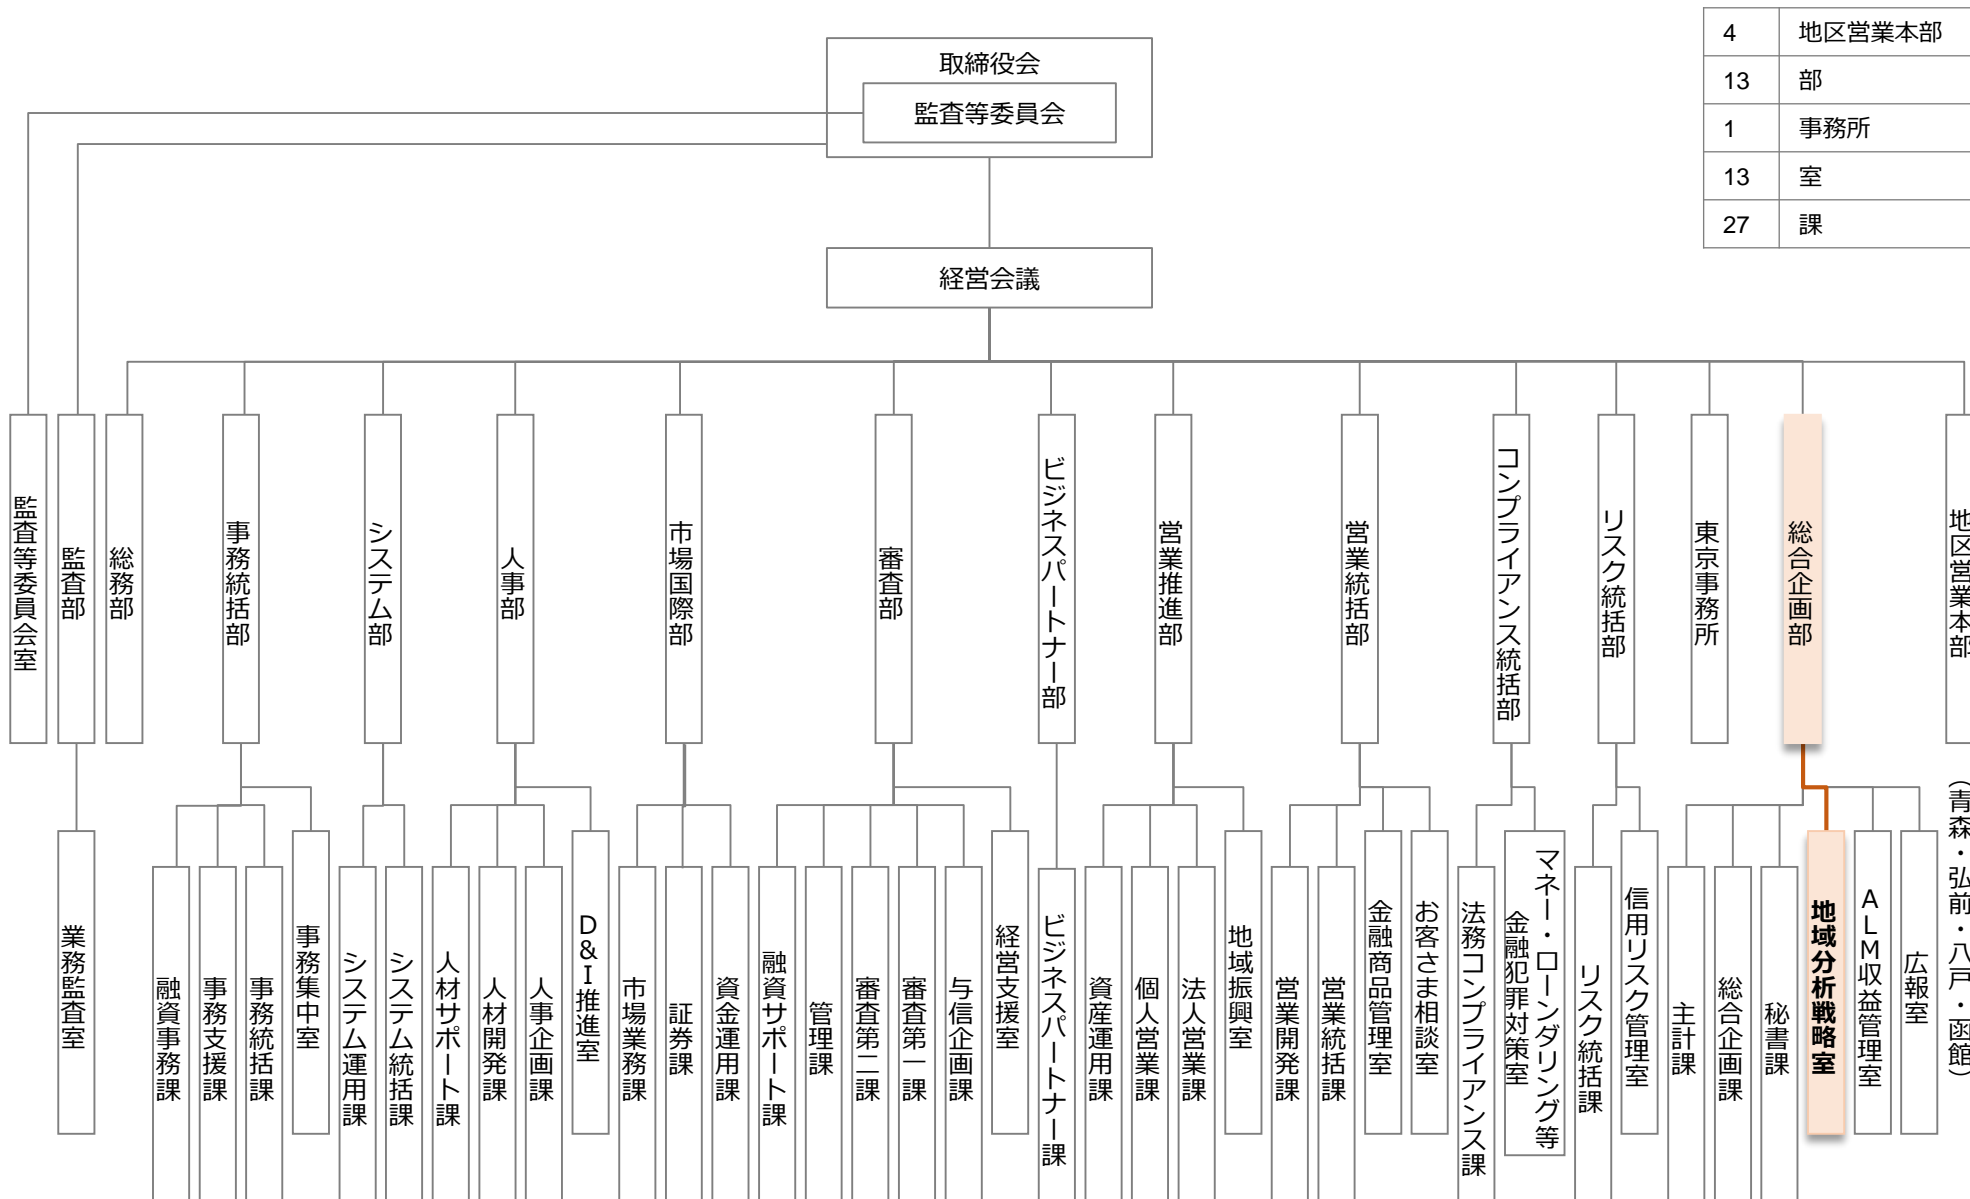 4 地区営業本部
13 部
1 事務所
13 室
27 課
取締役会
監査等委員会
経営会議
監査等委員会室
監査部
総務部
事務統括部
システム部
人事部
市場国際部
審査部
ビジネスパートナー部
営業推進部
営業統括部
コンプライアンス統括部
リスク統括部
東京事務所
総合企画部
地区営業本部
(青森・弘前・八戸・函館)
業務監査室
融資事務課
事務支援課
事務統括課
事務集中室
システム運用課
システム統括課
人材サポート課
人材開発課
人事企画課
D&I推進室
市場業務課
証券課
資金運用課
融資サポート課
管理課
審査第二課
審査第一課
与信企画課
経営支援室
ビジネスパートナー課
資産運用課
個人営業課
法人営業課
地域振興室
営業開発課
営業統括課
金融商品管理室
お客さま相談室
法務コンプライアンス課
マネー・ローンダリング等
金融犯罪対策室
リスク統括課
信用リスク管理室
主計課
総合企画課
秘書課
地域分析戦略室
ALM収益管理室
広報室